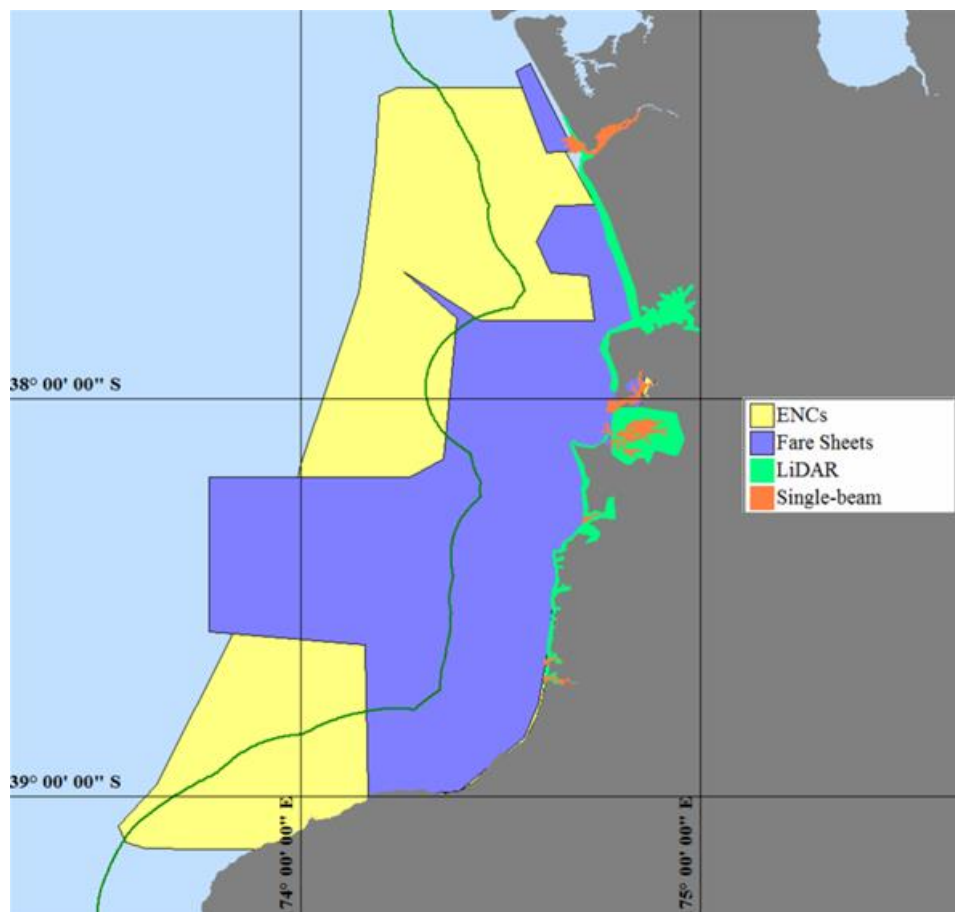 38° 00' 00" S
ENCs
Fare Sheets
LiDAR
Single-beam
39° 00' 00" S
74° 00' 00" E
75° 00' 00" E